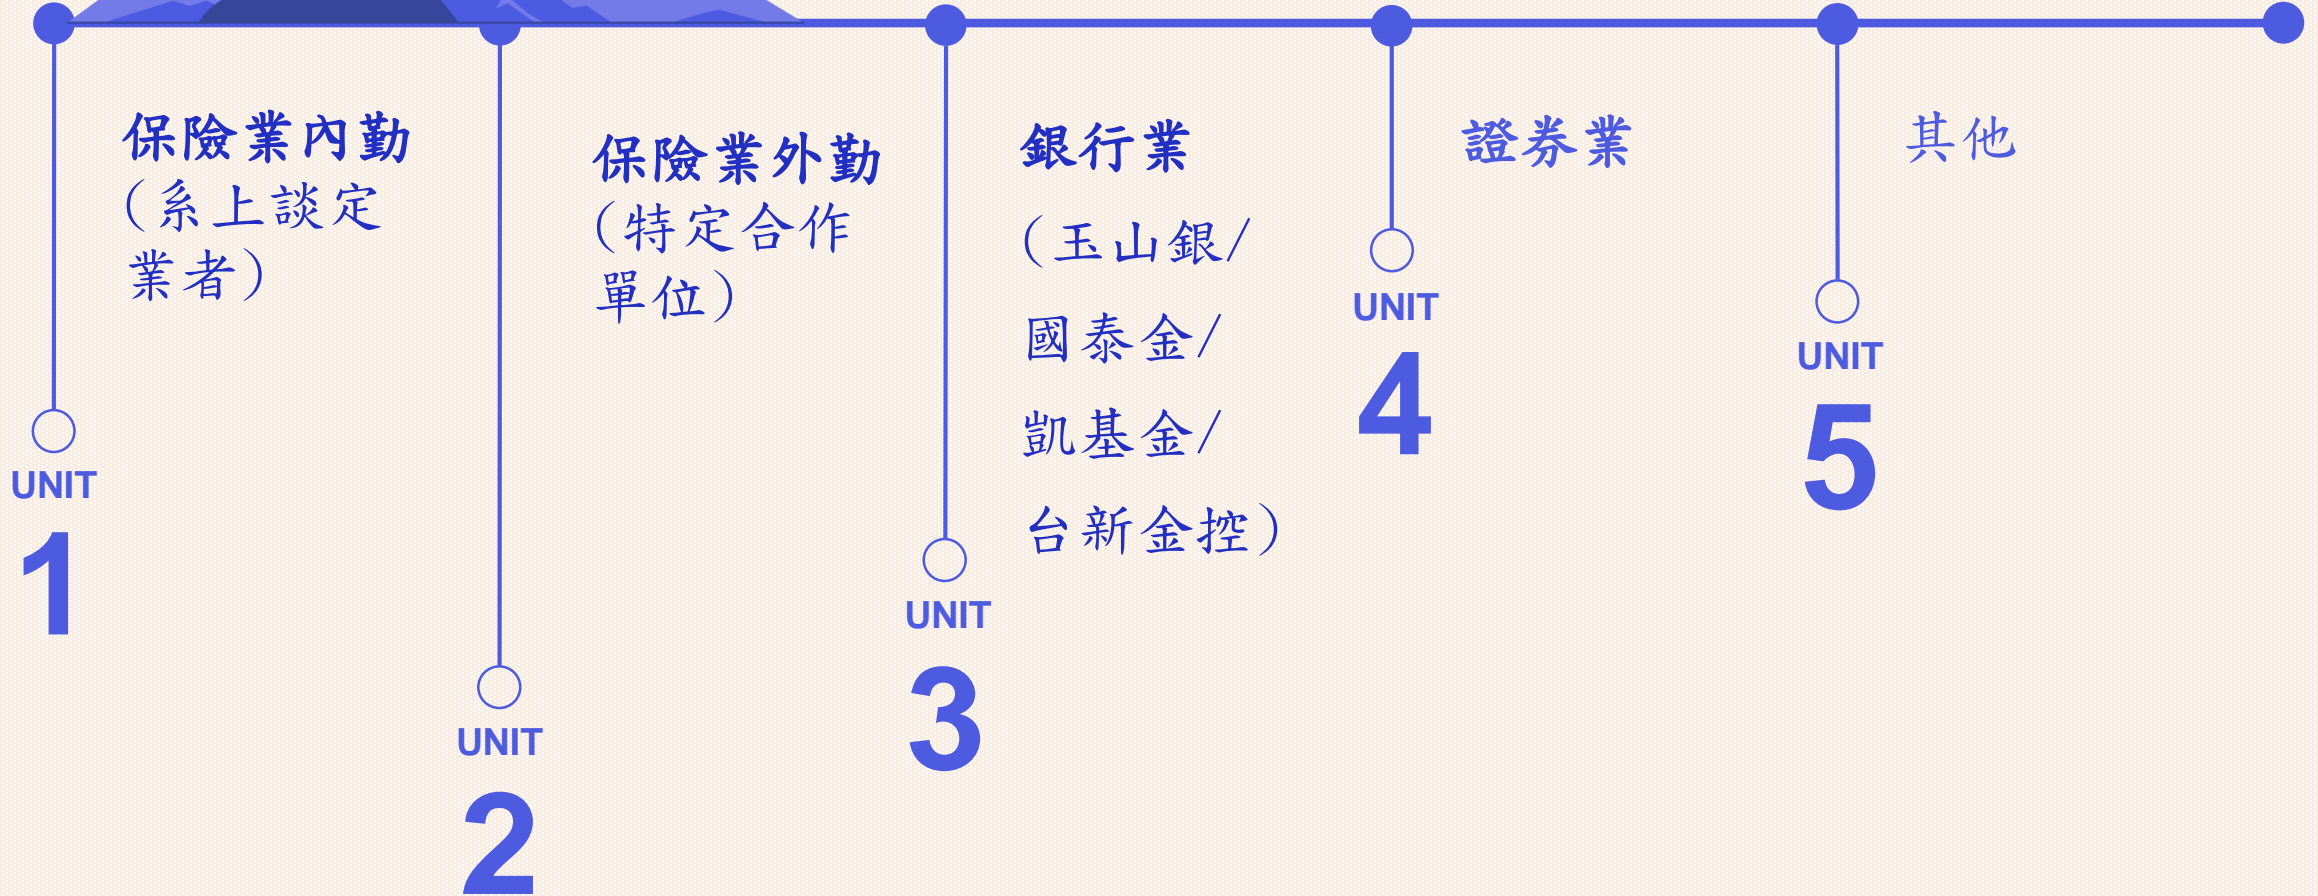 保險業內勤
（系上談定
業者）
UNIT
1
保險業外勤
（特定合作
單位）
UNIT
2
銀行業
（玉山銀/
國泰金/
凱基金/
台新金控）
UNIT
3
證券業
UNIT
4
其他
UNIT
5